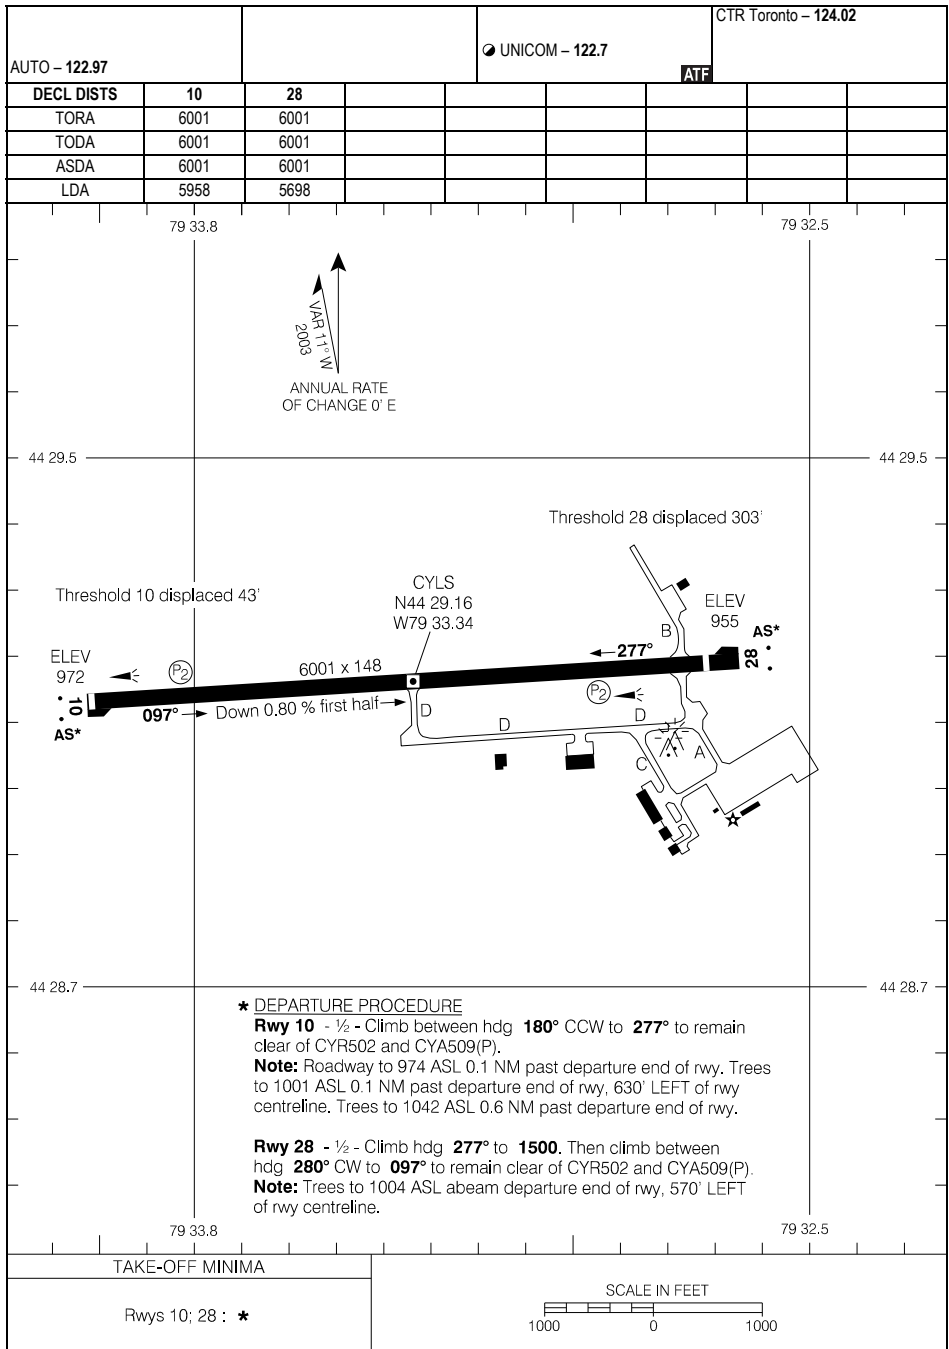 CTR Toronto – 124.02
UNICOM – 122.7
AUTO – 122.97
ATF
DECL DISTS 10 28
TORA 6001 6001
TODA 6001 6001
ASDA 6001 6001
LDA 5958 5698
79 33.8 79 32.5
VAR 11° W
2003
ANNUAL RATE
OF CHANGE 0' E
44 29.5 44 29.5
Threshold 28 displaced 303'
Threshold 10 displaced 43'
CYLS
N44 29.16
W79 33.34
ELEV
955
B
AS*
28
277°
ELEV
972
P2
6001 x 148
P2
10
097°
Down 0.80 % first half
D
D
D
AS*
C
A
44 28.7 44 28.7
* DEPARTURE PROCEDURE
Rwy 10 - ½ - Climb between hdg 180° CCW to 277° to remain
clear of CYR502 and CYA509(P).
Note: Roadway to 974 ASL 0.1 NM past departure end of rwy. Trees
to 1001 ASL 0.1 NM past departure end of rwy, 630' LEFT of rwy
centreline. Trees to 1042 ASL 0.6 NM past departure end of rwy.
Rwy 28 - ½ - Climb hdg 277° to 1500. Then climb between
hdg 280° CW to 097° to remain clear of CYR502 and CYA509(P).
Note: Trees to 1004 ASL abeam departure end of rwy, 570' LEFT
of rwy centreline.
79 33.8 79 32.5
TAKE-OFF MINIMA
Rwys 10; 28 : *
SCALE IN FEET
1000 0 1000